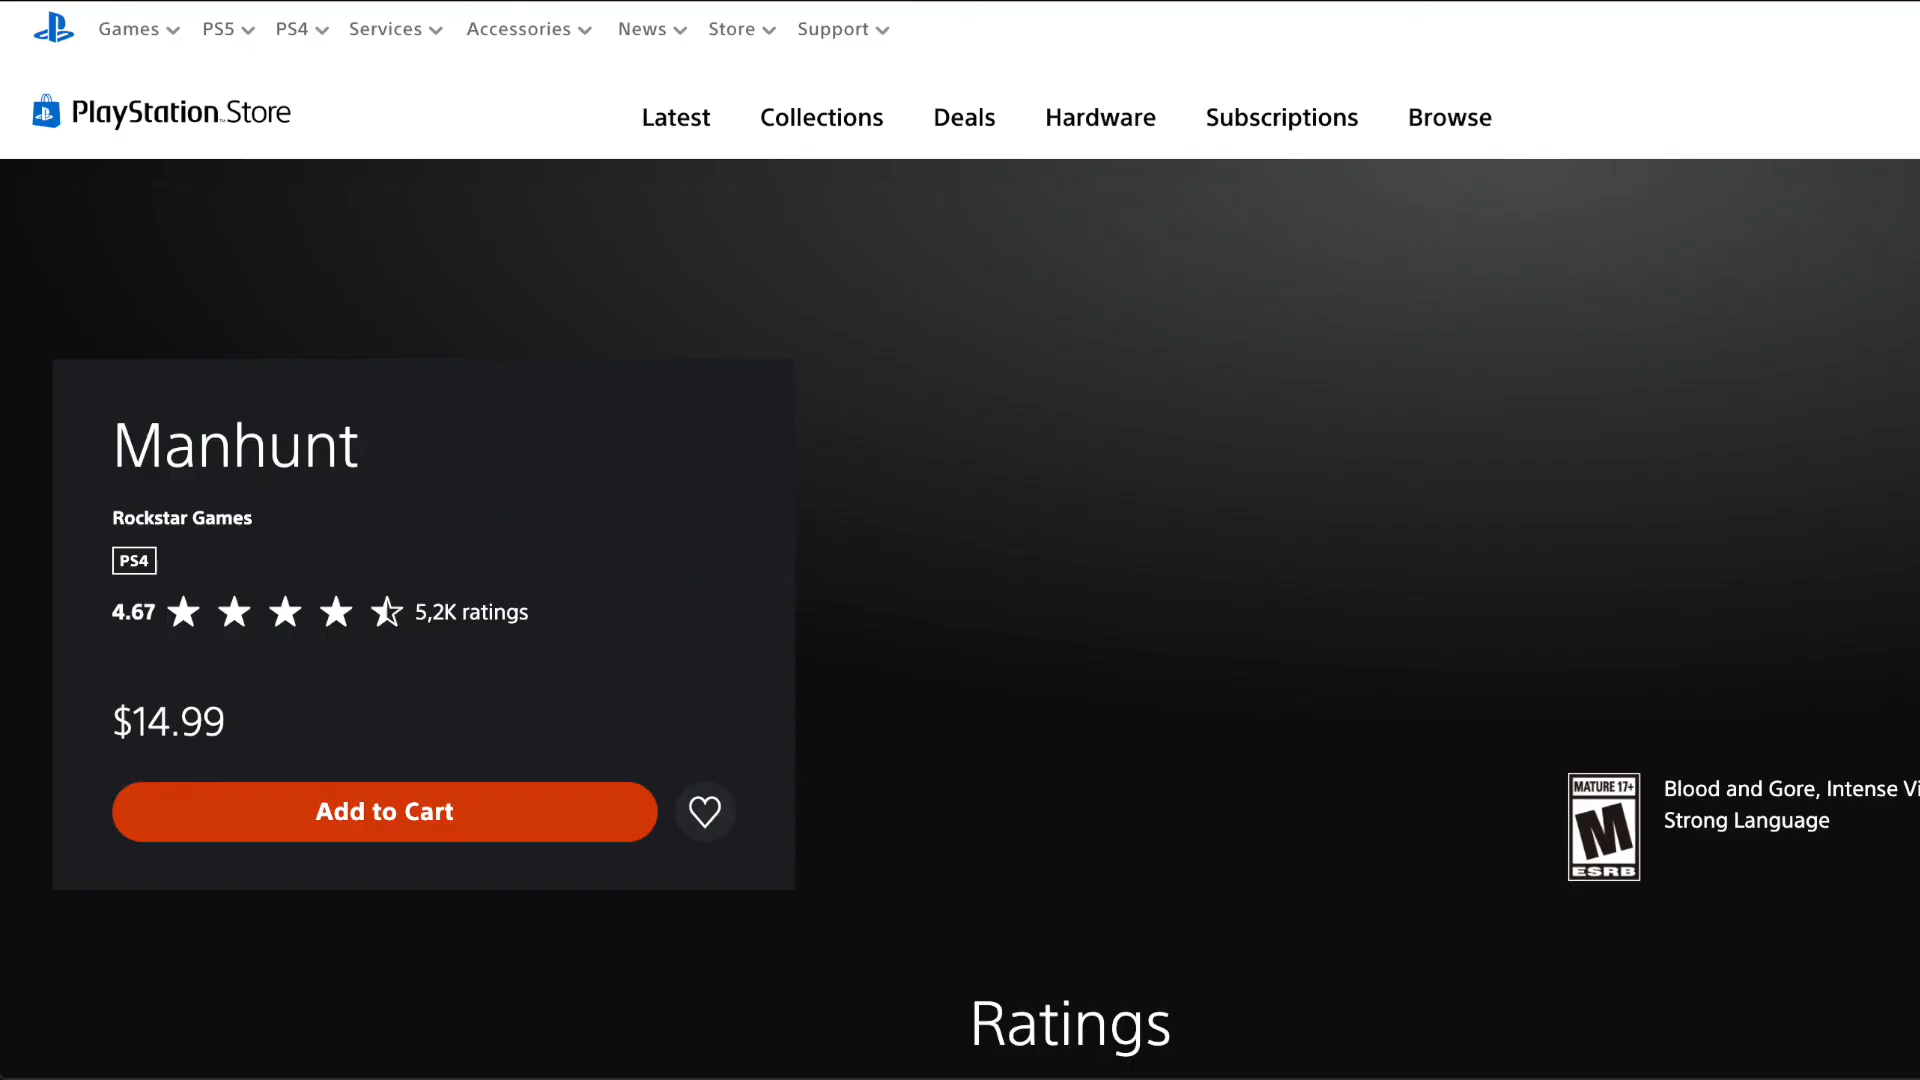 Games PS5 PS4 Services Accessories News Store Support
PlayStation Store
Latest Collections Deals Hardware Subscriptions Browse
Manhunt
Rockstar Games
PS4
4.67 5,2K ratings
$14.99
Add to Cart
MATURE 17+
M
ESRB
Blood and Gore, Intense Vi
Strong Language
Ratings